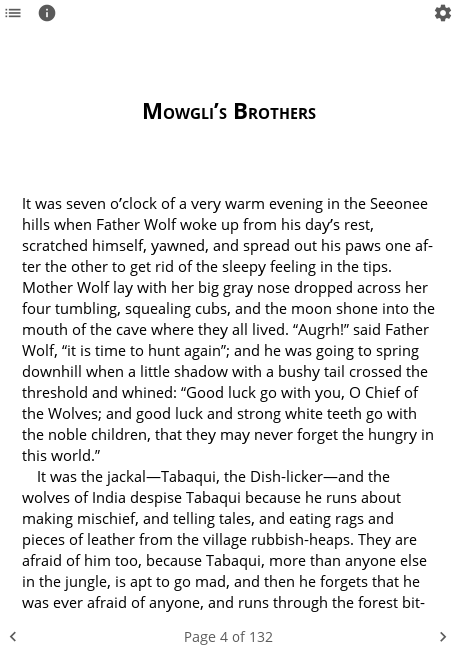 Mowgli’s Brothers
It was seven o’clock of a very warm evening in the Seeonee
hills when Father Wolf woke up from his day’s rest,
scratched himself, yawned, and spread out his paws one af-
ter the other to get rid of the sleepy feeling in the tips.
Mother Wolf lay with her big gray nose dropped across her
four tumbling, squealing cubs, and the moon shone into the
mouth of the cave where they all lived. “Augrh!” said Father
Wolf, “it is time to hunt again”; and he was going to spring
downhill when a little shadow with a bushy tail crossed the
threshold and whined: “Good luck go with you, O Chief of
the Wolves; and good luck and strong white teeth go with
the noble children, that they may never forget the hungry in
this world.”
It was the jackal—Tabaqui, the Dish-licker—and the
wolves of India despise Tabaqui because he runs about
making mischief, and telling tales, and eating rags and
pieces of leather from the village rubbish-heaps. They are
afraid of him too, because Tabaqui, more than anyone else
in the jungle, is apt to go mad, and then he forgets that he
was ever afraid of anyone, and runs through the forest bit-
Page 4 of 132